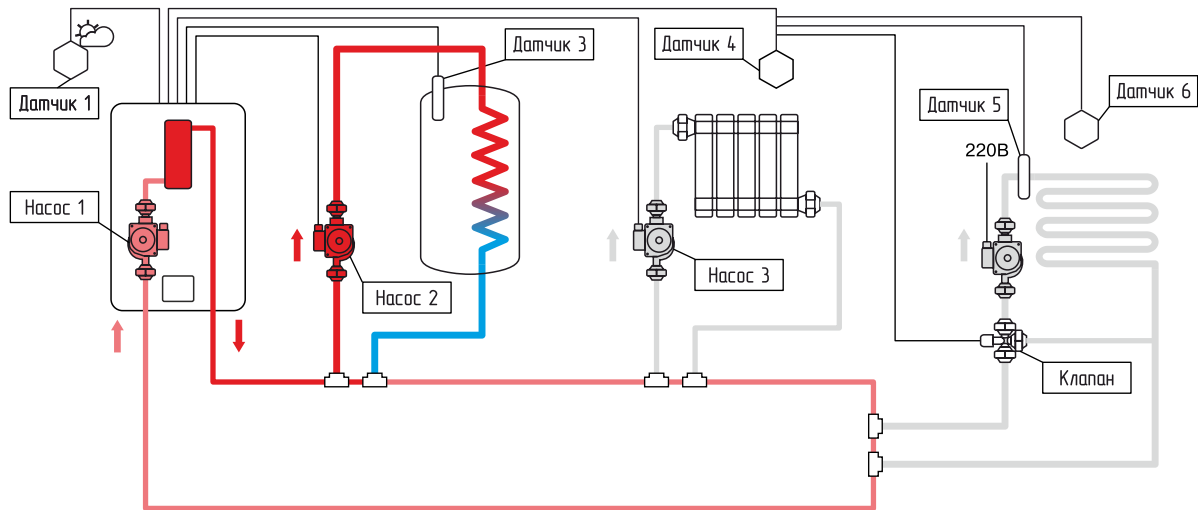 Датчик 1
Датчик 3
Датчик 4
Датчик 5
Датчик 6
220В
Насос 1
Насос 2
Насос 3
Клапан